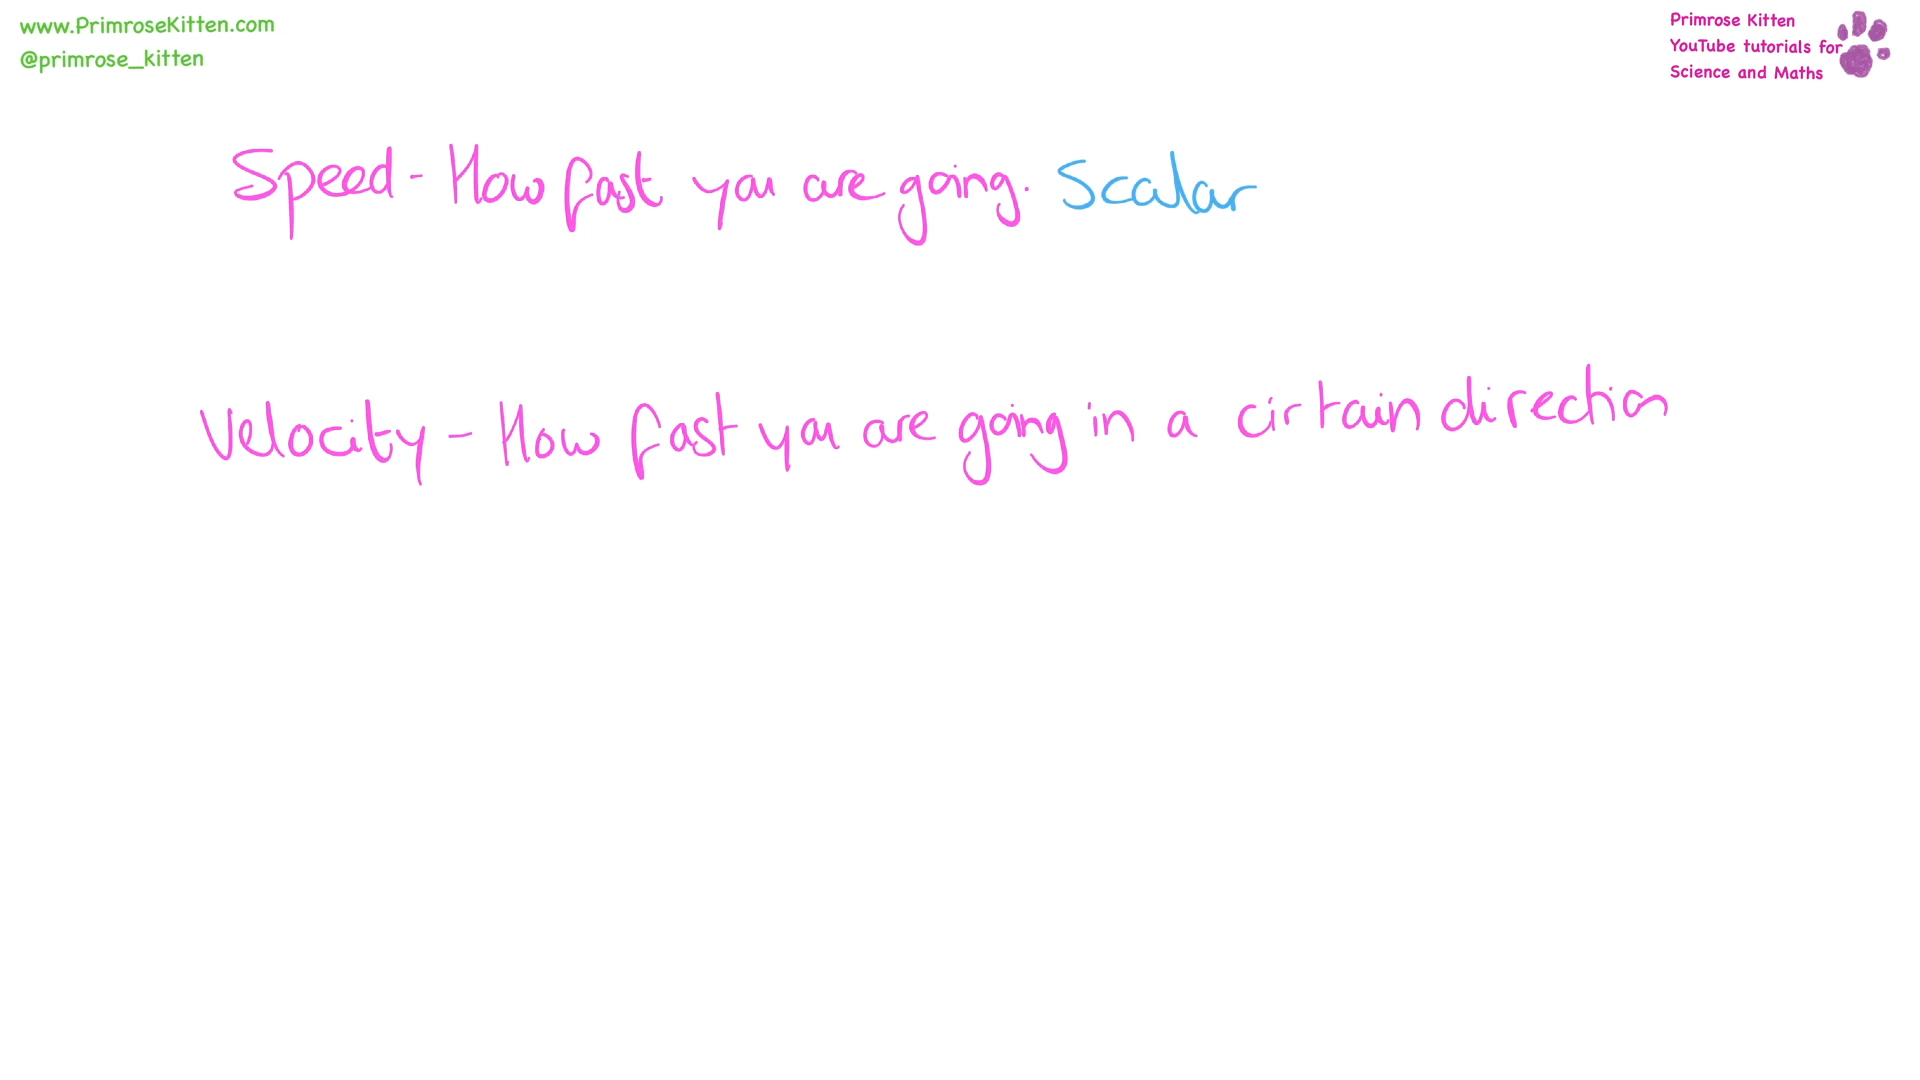 www.PrimroseKitten.com
@primrose_kitten
Primrose Kitten
YouTube tutorials for
Science and Maths
Speed - How fast you are going. Scalar
Velocity - How fast you are going in a cirtain direction